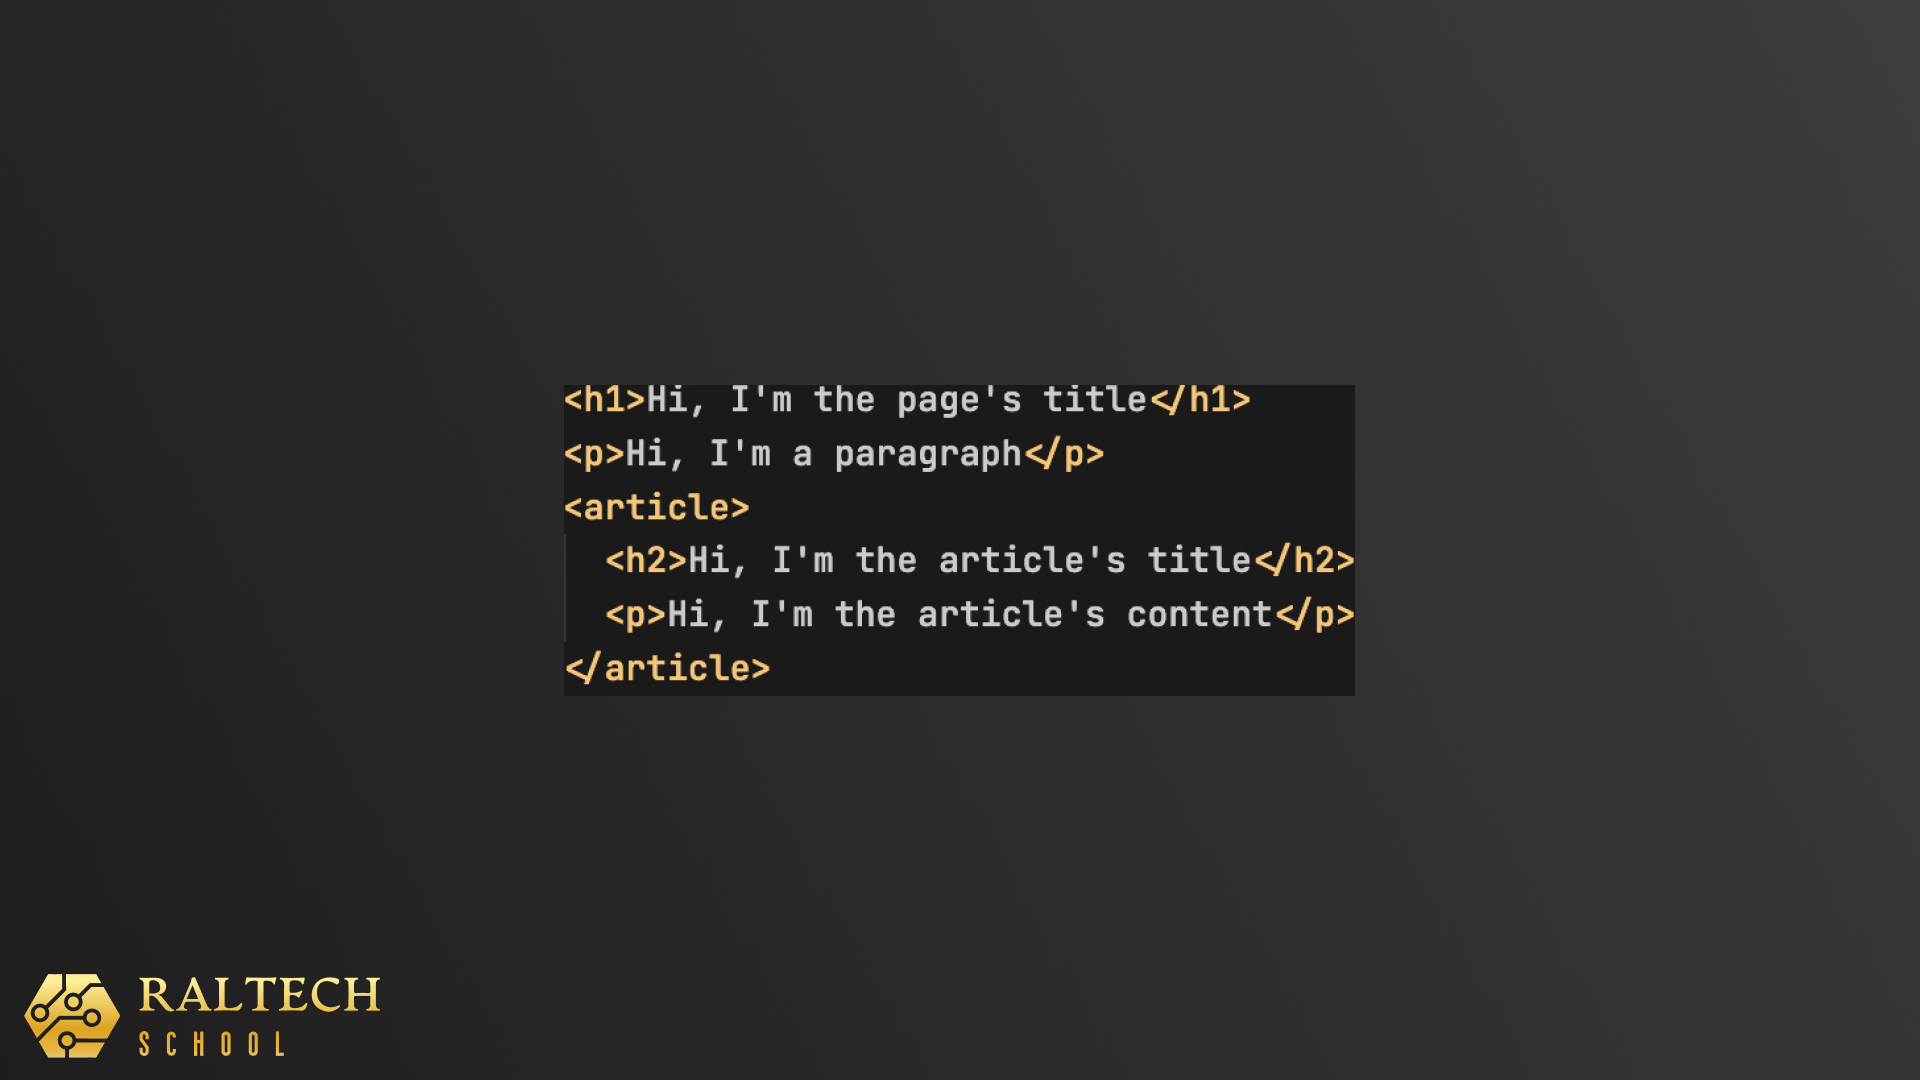 <h1>Hi, I'm the page's title</h1>
<p>Hi, I'm a paragraph</p>
<article>
<h2>Hi, I'm the article's title</h2>
<p>Hi, I'm the article's content</p>
</article>
RALTECH
SCHOOL